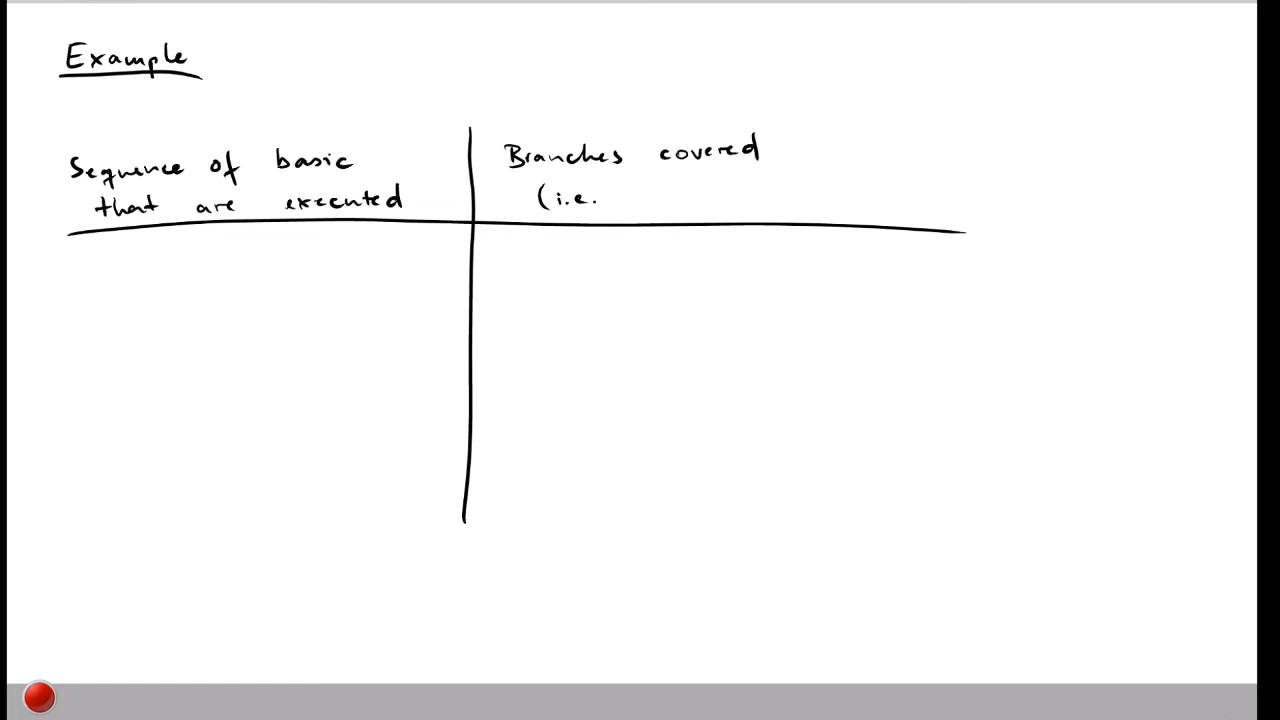 Example
Sequence of basic
that are executed
Branches covered
(i.e.